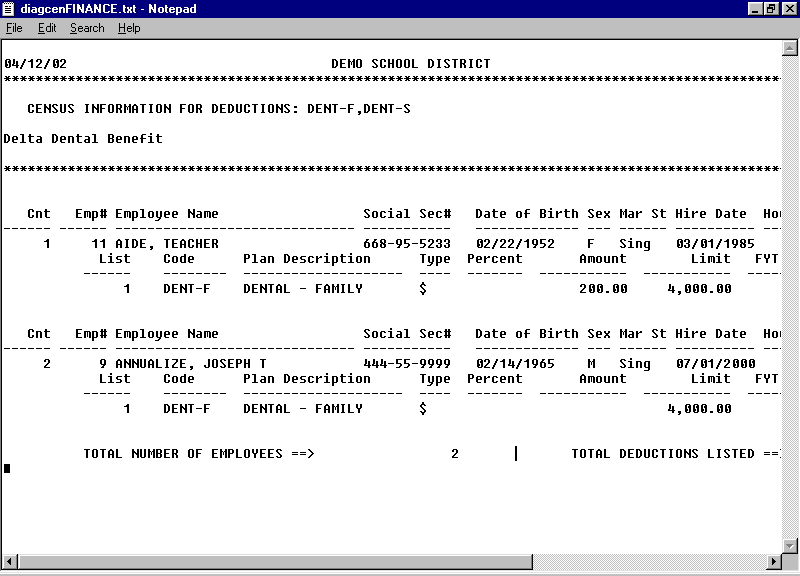 diagcenFINANCE.txt - Notepad
File Edit Search Help
04/12/02 DEMO SCHOOL DISTRICT
*************************************************************************************************
CENSUS INFORMATION FOR DEDUCTIONS: DENT-F,DENT-S
Delta Dental Benefit
*************************************************************************************************
Cnt Emp# Employee Name Social Sec# Date of Birth Sex Mar St Hire Date Hou
1 11 AIDE, TEACHER 668-95-5233 02/22/1952 F Sing 03/01/1985
List Code Plan Description Type Percent Amount Limit FYT
1 DENT-F DENTAL - FAMILY $ 200.00 4,000.00
Cnt Emp# Employee Name Social Sec# Date of Birth Sex Mar St Hire Date Hou
2 9 ANNUALIZE, JOSEPH T 444-55-9999 02/14/1965 M Sing 07/01/2000
List Code Plan Description Type Percent Amount Limit FYT
1 DENT-F DENTAL - FAMILY $ 4,000.00
TOTAL NUMBER OF EMPLOYEES ==> 2 | TOTAL DEDUCTIONS LISTED ==>